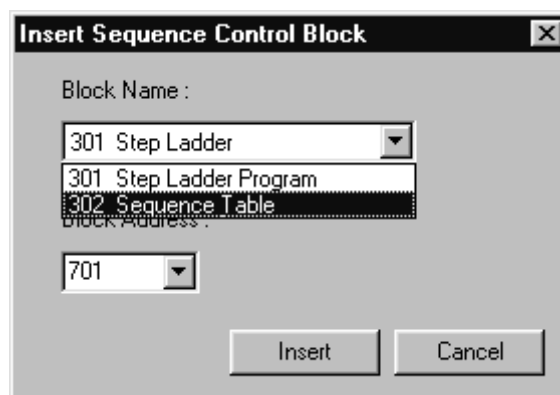 Insert Sequence Control Block
Block Name :
301 Step Ladder
301 Step Ladder Program
302 Sequence Table
Block Address :
701
Insert Cancel